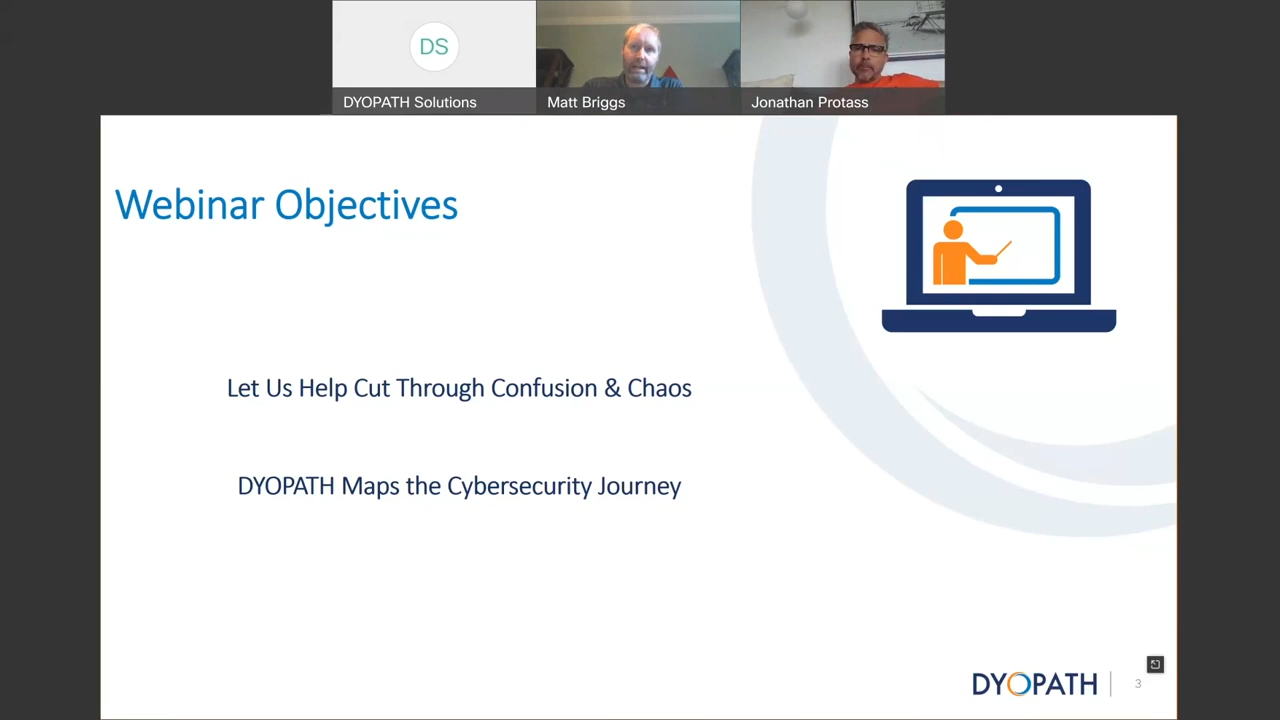 DS
DYOPATH Solutions
Matt Briggs
Jonathan Protass
Webinar Objectives
Let Us Help Cut Through Confusion & Chaos
DYOPATH Maps the Cybersecurity Journey
DYOPATH
3